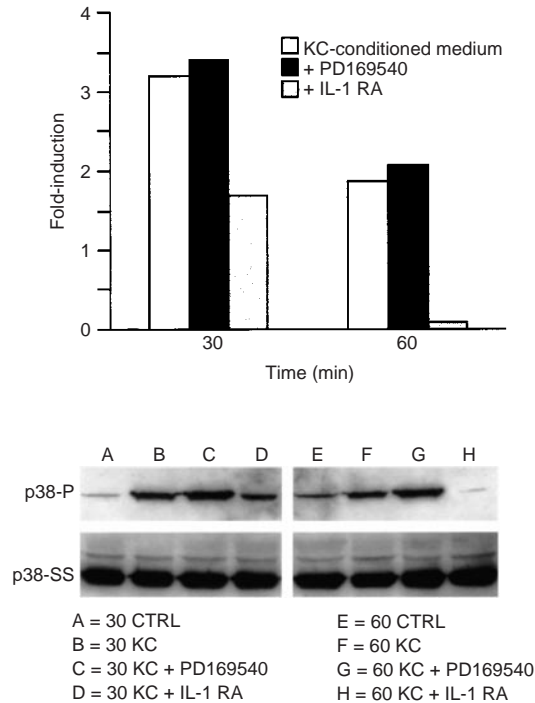 4
KC-conditioned medium
+ PD169540
+ IL-1 RA
3
2
1
0
Fold-induction
30 60
Time (min)
A B C D E F G H
p38-P
p38-SS
A = 30 CTRL
B = 30 KC
C = 30 KC + PD169540
D = 30 KC + IL-1 RA
E = 60 CTRL
F = 60 KC
G = 60 KC + PD169540
H = 60 KC + IL-1 RA